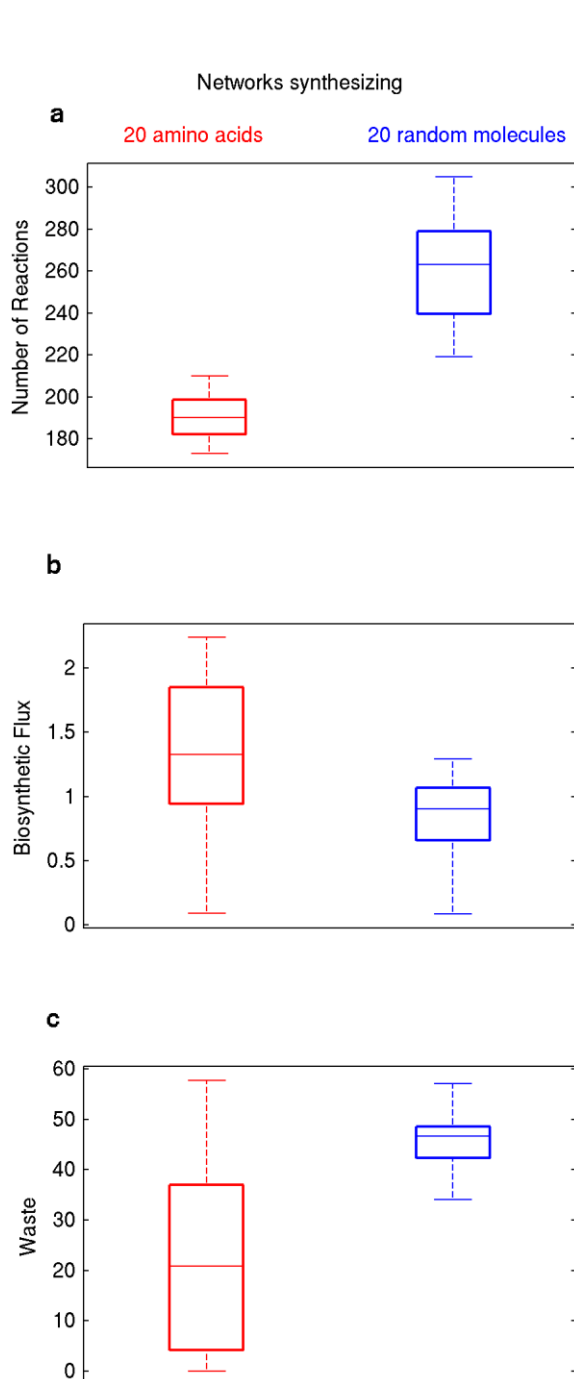 Networks synthesizing
a
20 amino acids 20 random molecules
300
280
260
240
220
200
180
Number of Reactions
b
2
1.5
1
0.5
0
Biosynthetic Flux
c
60
50
40
30
20
10
0
Waste